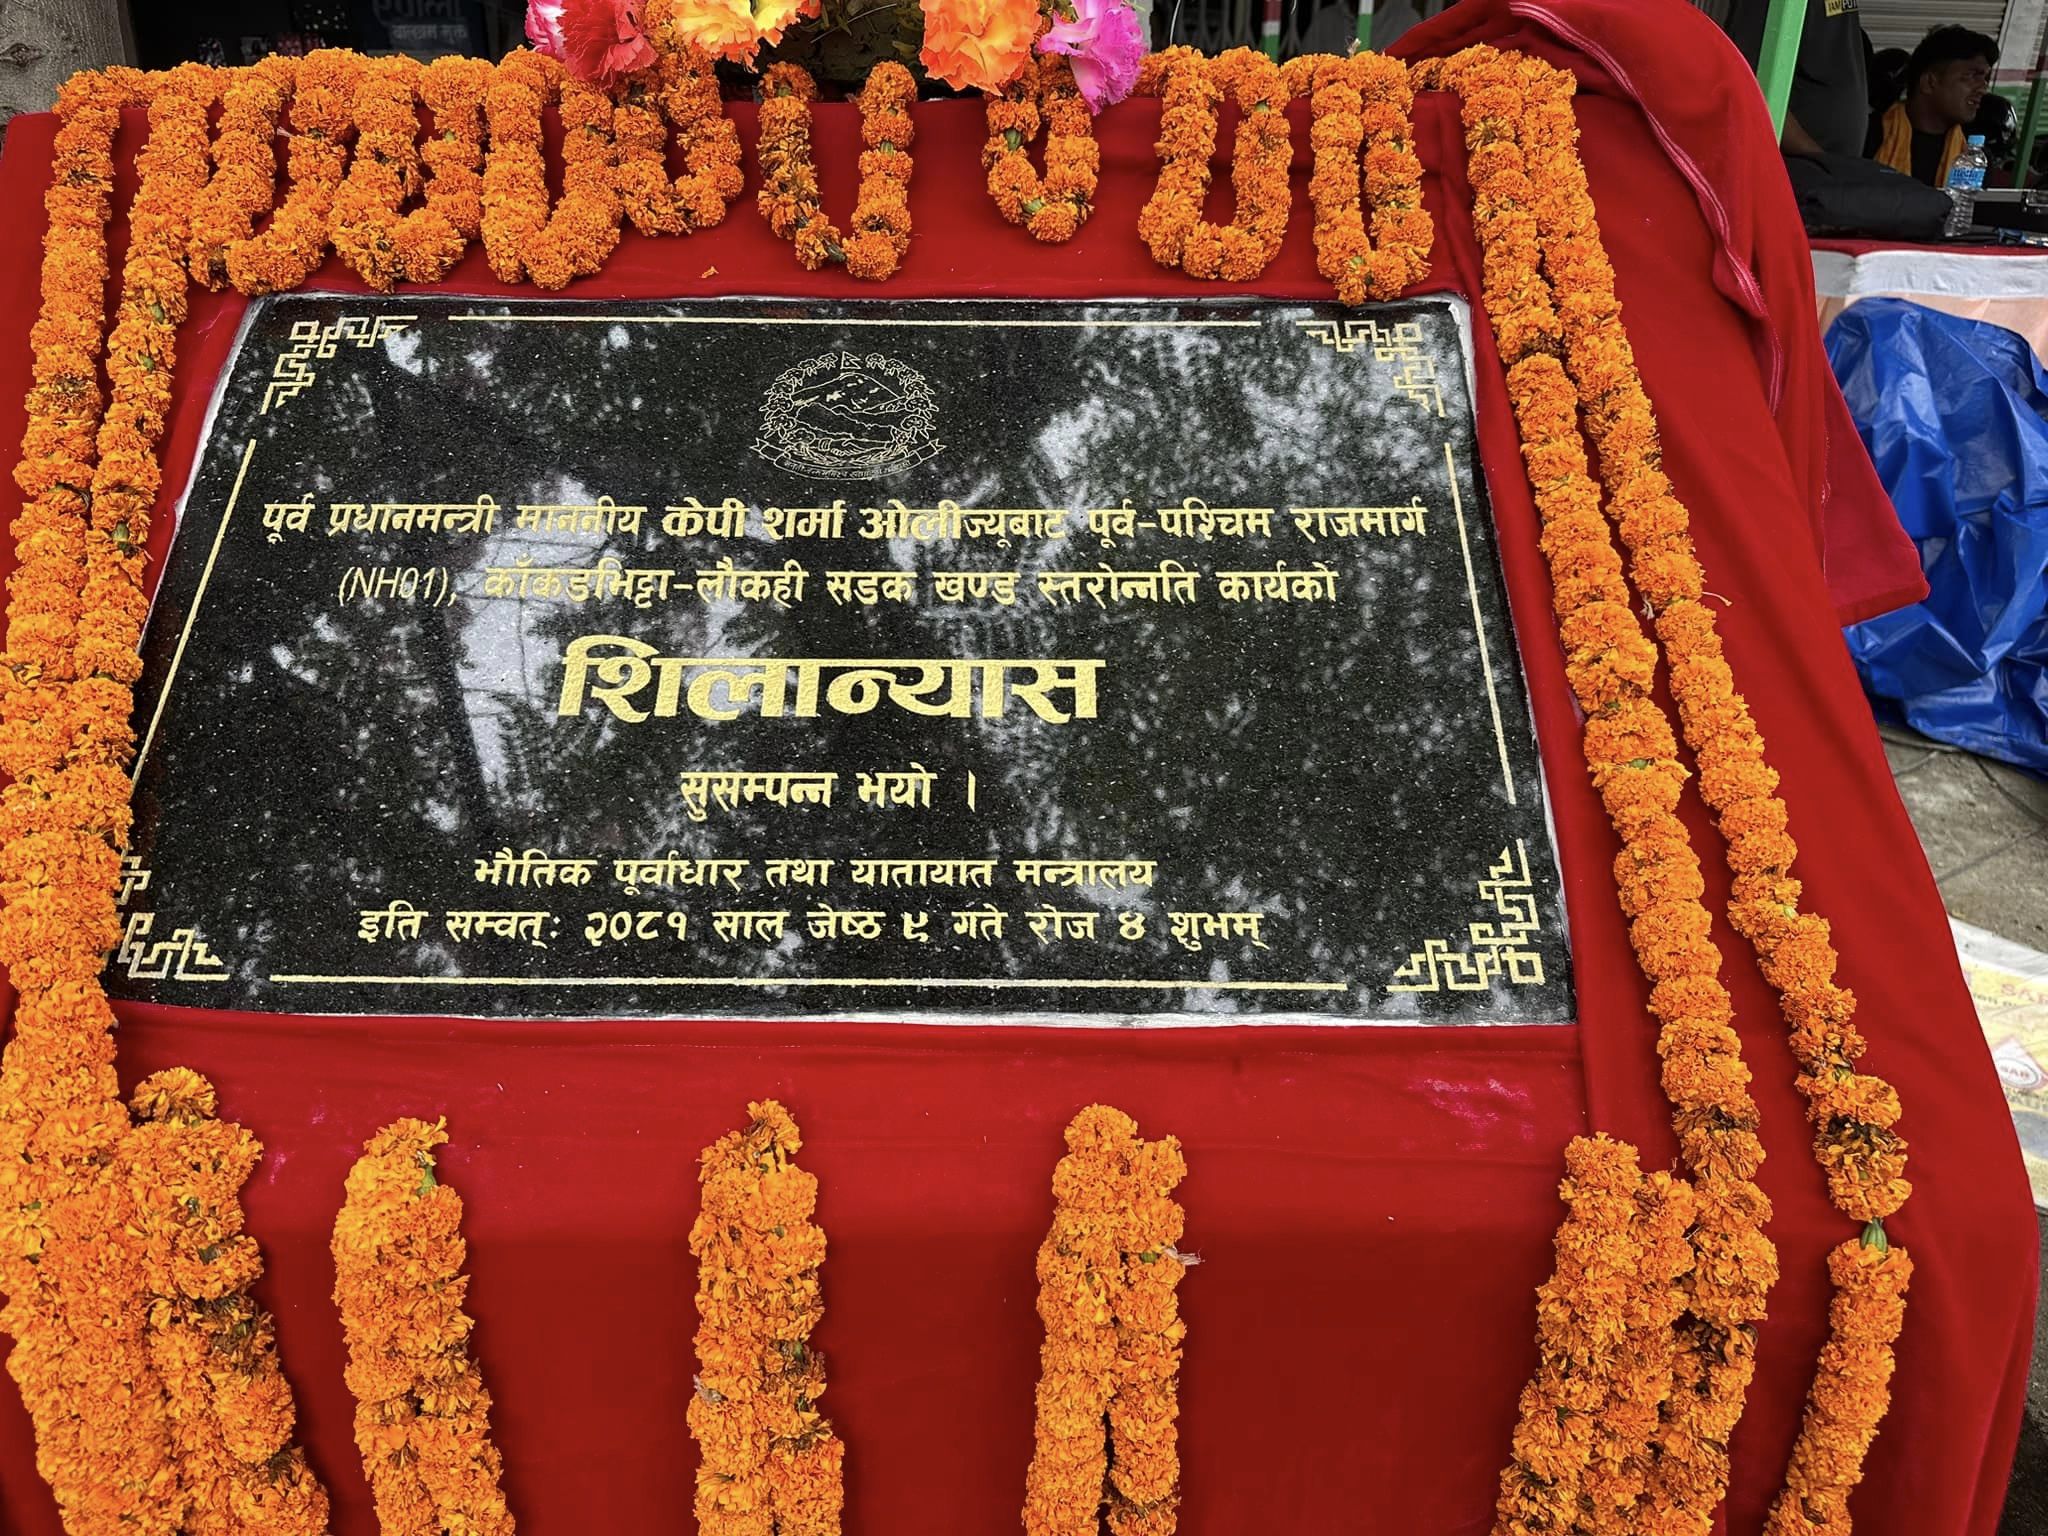 पूर्व प्रधानमन्त्री माननीय केपी शर्मा ओलीज्यूबाट पूर्व-पश्चिम राजमार्ग
(NH01), काँकडभिट्टा-लौकही सडक खण्ड स्तरोन्नति कार्यको
शिलान्यास
सुसम्पन्न भयो ।
भौतिक पूर्वाधार तथा यातायात मन्त्रालय
इति सम्वत्: २०८१ साल जेष्ठ ९ गते रोज ४ शुभम्